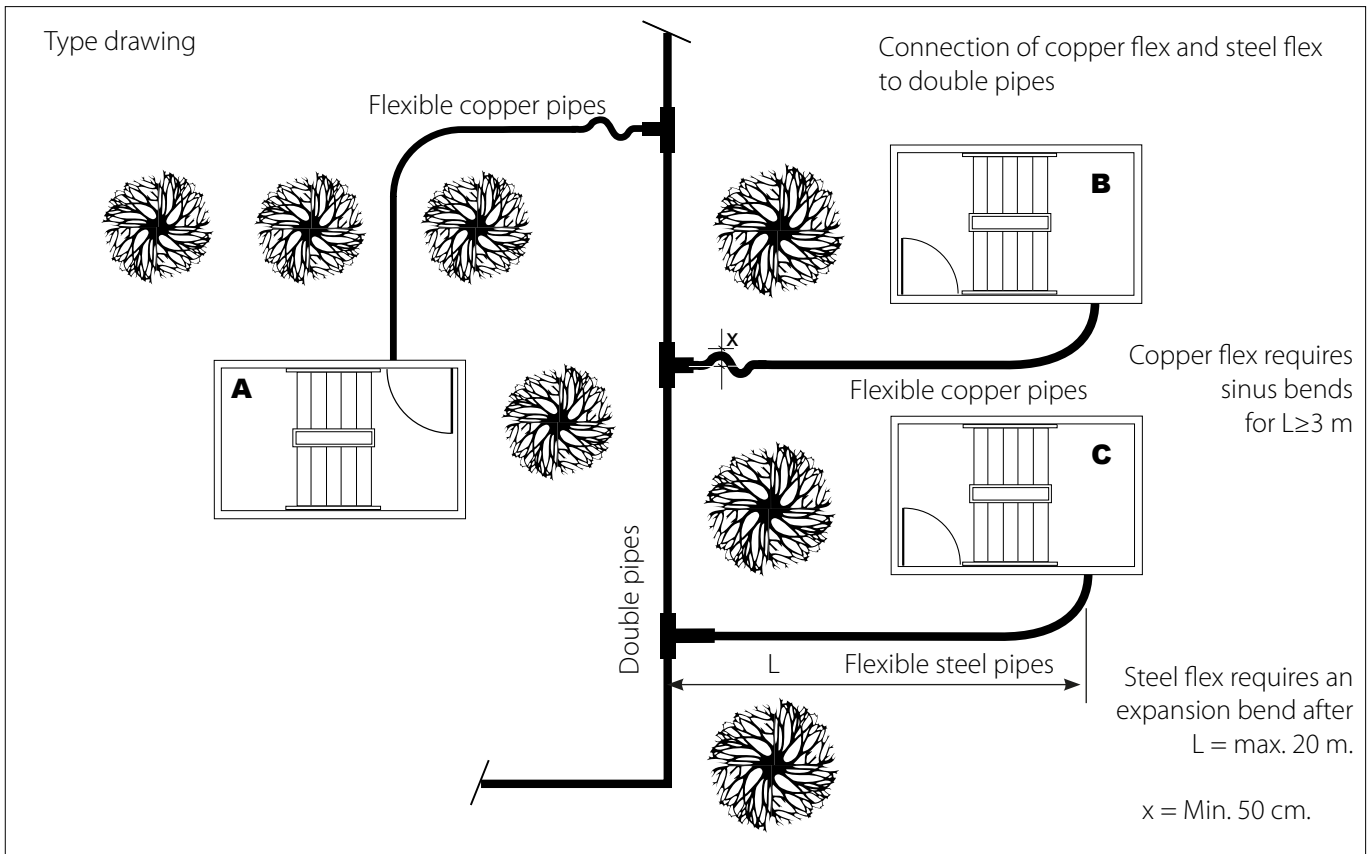 Type drawing
Connection of copper flex and steel flex
to double pipes
Flexible copper pipes
B
x
A
Copper flex requires
sinus bends
for L≥3 m
Flexible copper pipes
C
Double pipes
L
Flexible steel pipes
Steel flex requires an
expansion bend after
L = max. 20 m.
x = Min. 50 cm.